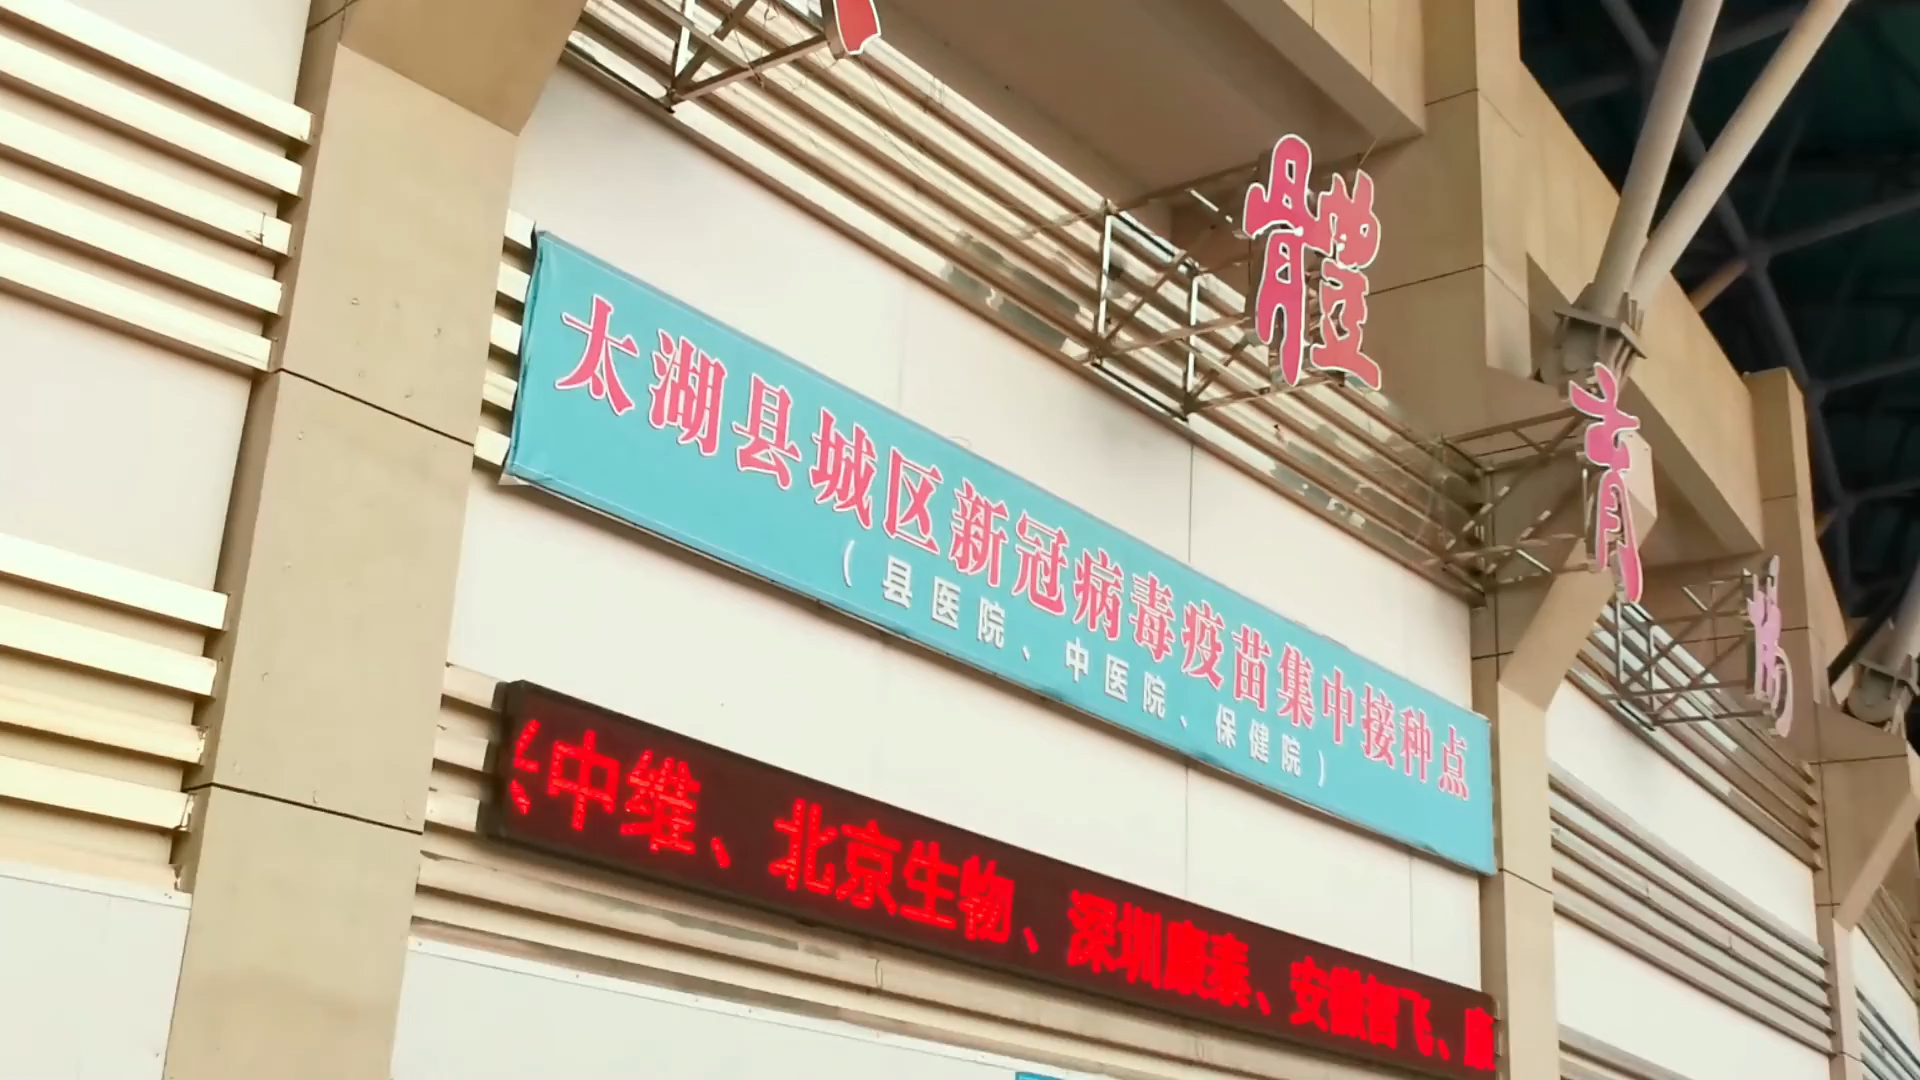 體育場
太湖县城区新冠病毒疫苗集中接种点
（县医院、中医院、保健院）
中维、北京生物、深圳康泰、安徽智飞、康